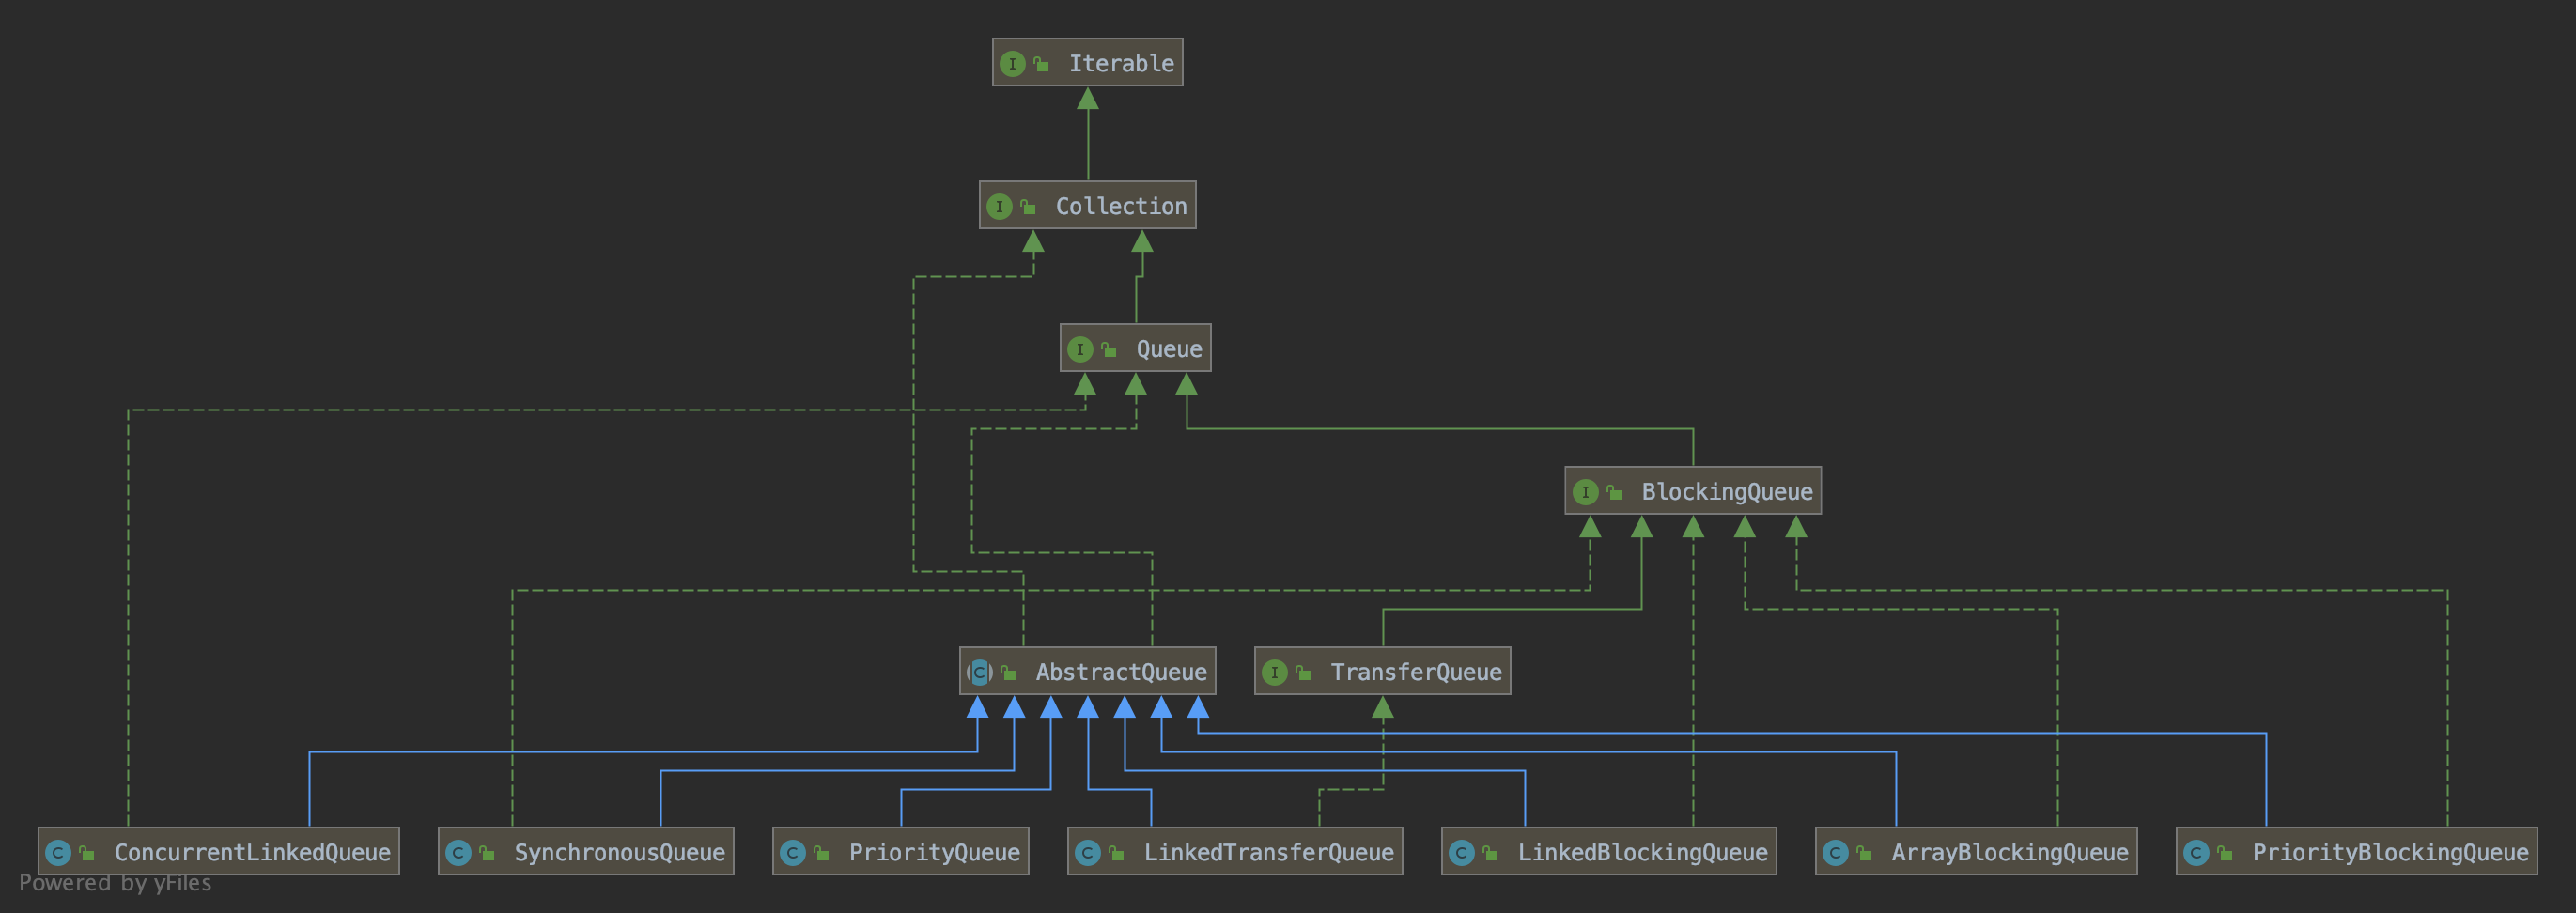 I Iterable
I Collection
I Queue
I BlockingQueue
C AbstractQueue
I TransferQueue
C ConcurrentLinkedQueue
C SynchronousQueue
C PriorityQueue
C LinkedTransferQueue
C LinkedBlockingQueue
C ArrayBlockingQueue
C PriorityBlockingQueue
Powered by yFiles